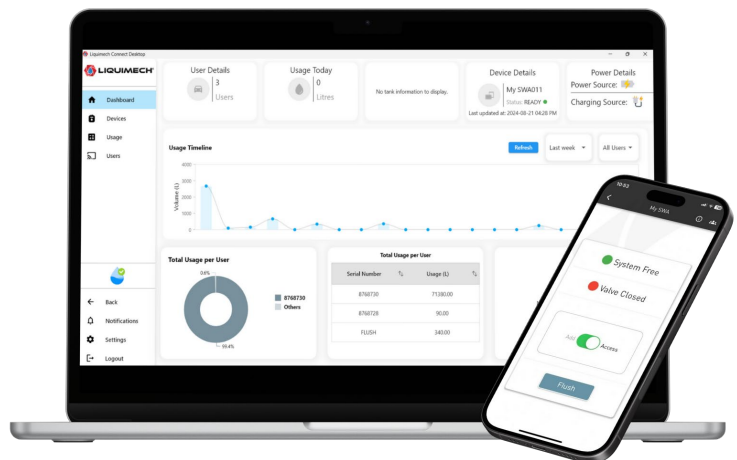 Liquimech Connect Desktop
LIQUIMECH
Dashboard
Devices
Usage
Users
Back
Notifications
Settings
Logout
User Details
3
Users
Usage Today
0
Litres
No tank information to display.
Device Details
My SWA011
Status: READY
Last updated at: 2024-08-21 04:28 PM
Power Details
Power Source:
Charging Source:
Usage Timeline
Refresh
Last week
All Users
Volume (L)
4000
3000
2000
1000
0
Total Usage per User
0.6%
99.4%
8768730
Others
Total Usage per User
Serial Number Usage (L)
8768730 71,380.00
8768728 90.00
FLUSH 340.00
10:52
My SWA
System Free
Valve Closed
Access
Flush